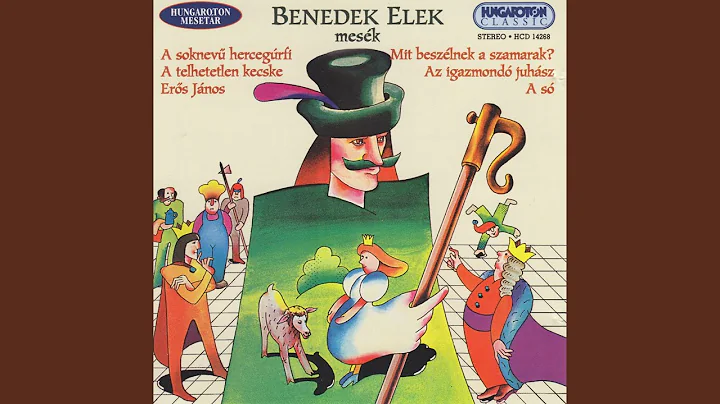 HUNGAROTON
MESETÁR
BENEDEK ELEK
mesék
HUNGAROTON
CLASSIC
STEREO • HCD 14268
A soknevű hercegúrfi
A telhetetlen kecske
Erős János
Mit beszélnek a szamarak?
Az igazmondó juhász
A só